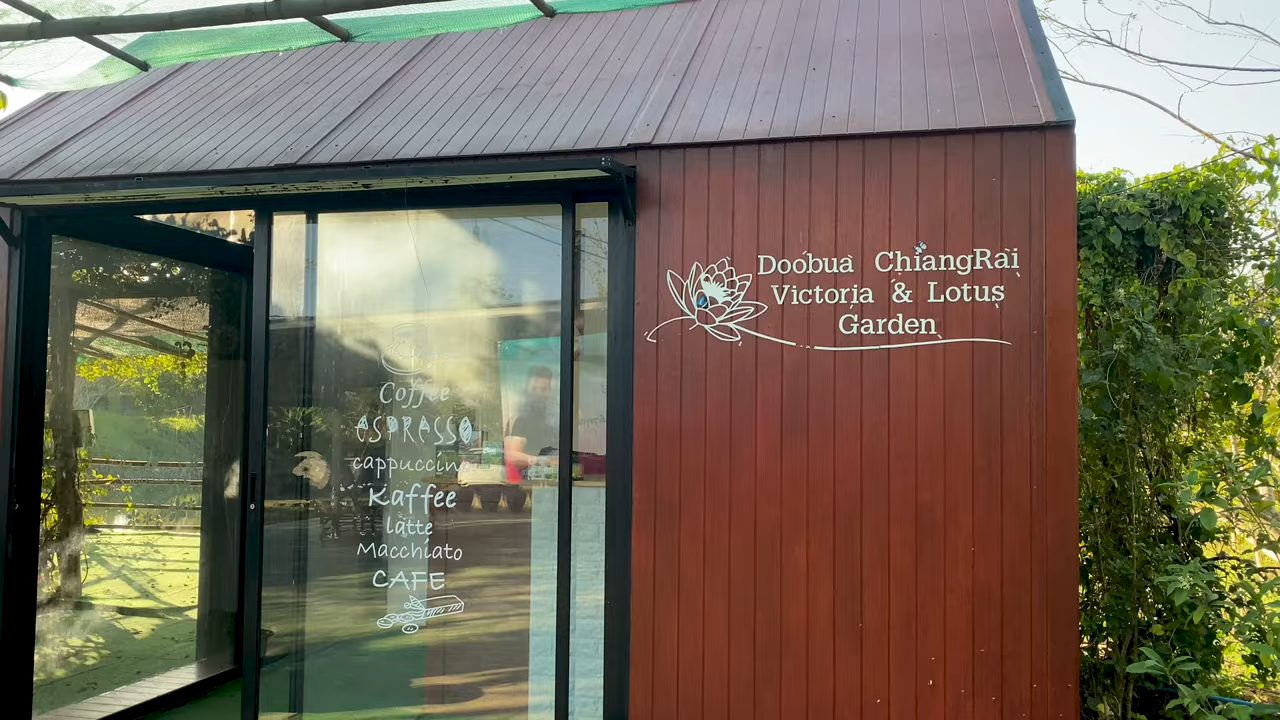 Doobua ChiangRai
Victoria & Lotus
Garden
Coffee
ESPRESSO
cappuccino
Kaffee
latte
Macchiato
CAFE